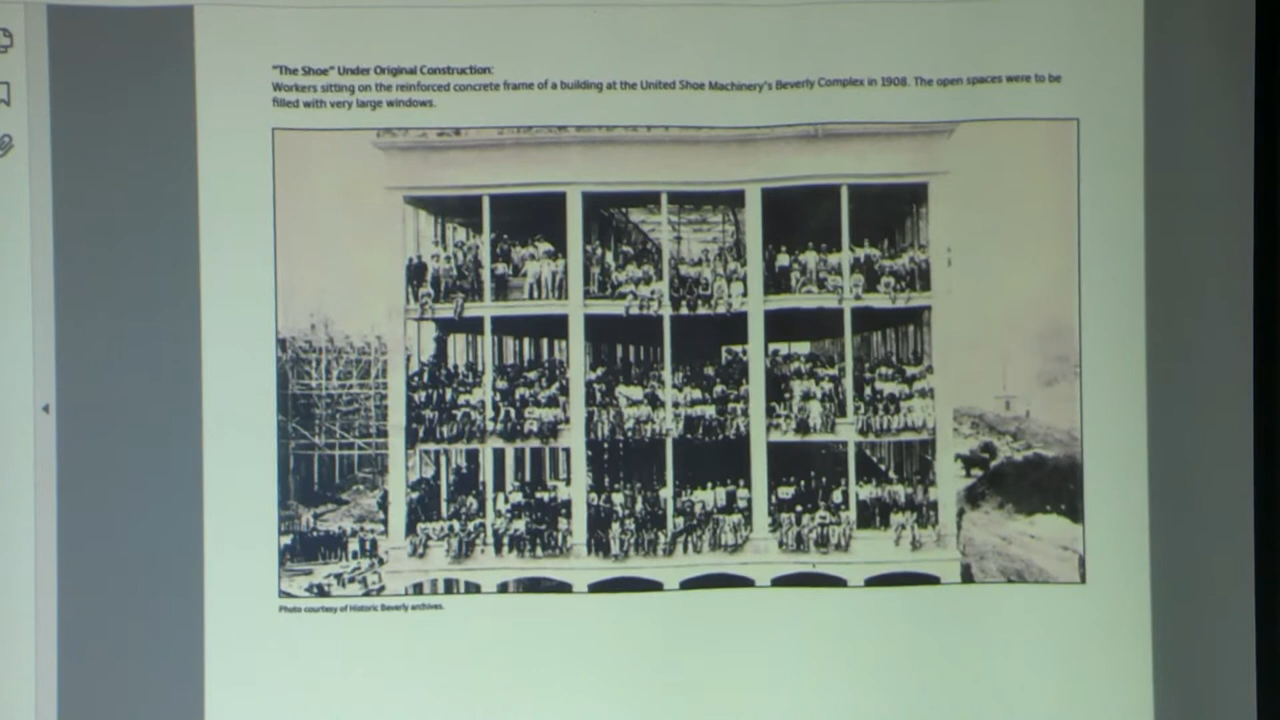 "The Shoe" Under Original Construction:
Workers sitting on the reinforced concrete frame of a building at the United Shoe Machinery's Beverly Complex in 1908. The open spaces were to be
filled with very large windows.
Photo courtesy of Historic Beverly archives.